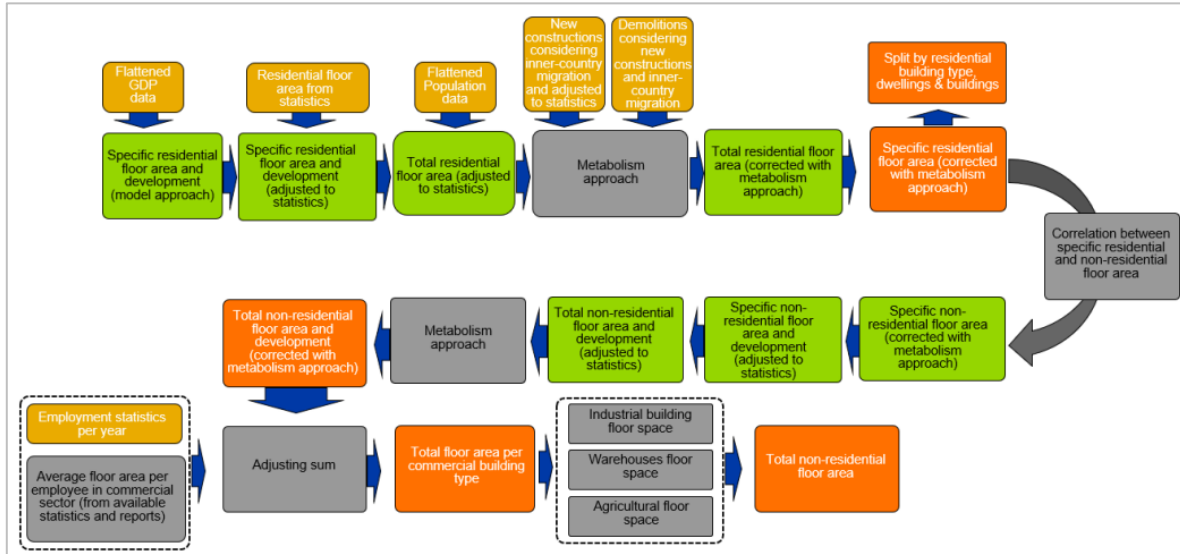 New
constructions
considering
inner-country
migration
and adjusted
to statistics
Demolitions
considering
new
constructions
and inner-
country
migration
Flattened
GDP
data
Residential floor
area from
statistics
Flattened
Population
data
Split by residential
building type,
dwellings & buildings
Specific residential
floor area and
development
(model approach)
Specific residential
floor area and
development
(adjusted to
statistics)
Total residential
floor area (adjusted
to statistics)
Metabolism
approach
Total residential floor
area (corrected with
metabolism approach)
Specific residential
floor area (corrected
with metabolism
approach)
Correlation between
specific residential
and non-residential
floor area
Total non-residential
floor area and
development
(corrected with
metabolism approach)
Metabolism
approach
Total non-residential
floor area and
development
(adjusted to
statistics)
Specific non-
residential floor area
and development
(adjusted to
statistics)
Specific non-
residential floor area
(corrected with
metabolism
approach)
Employment statistics
per year
Average floor area per
employee in commercial
sector (from available
statistics and reports)
Adjusting sum
Total floor area per
commercial building
type
Industrial building
floor space
Warehouses floor
space
Agricultural floor
space
Total non-residential
floor area